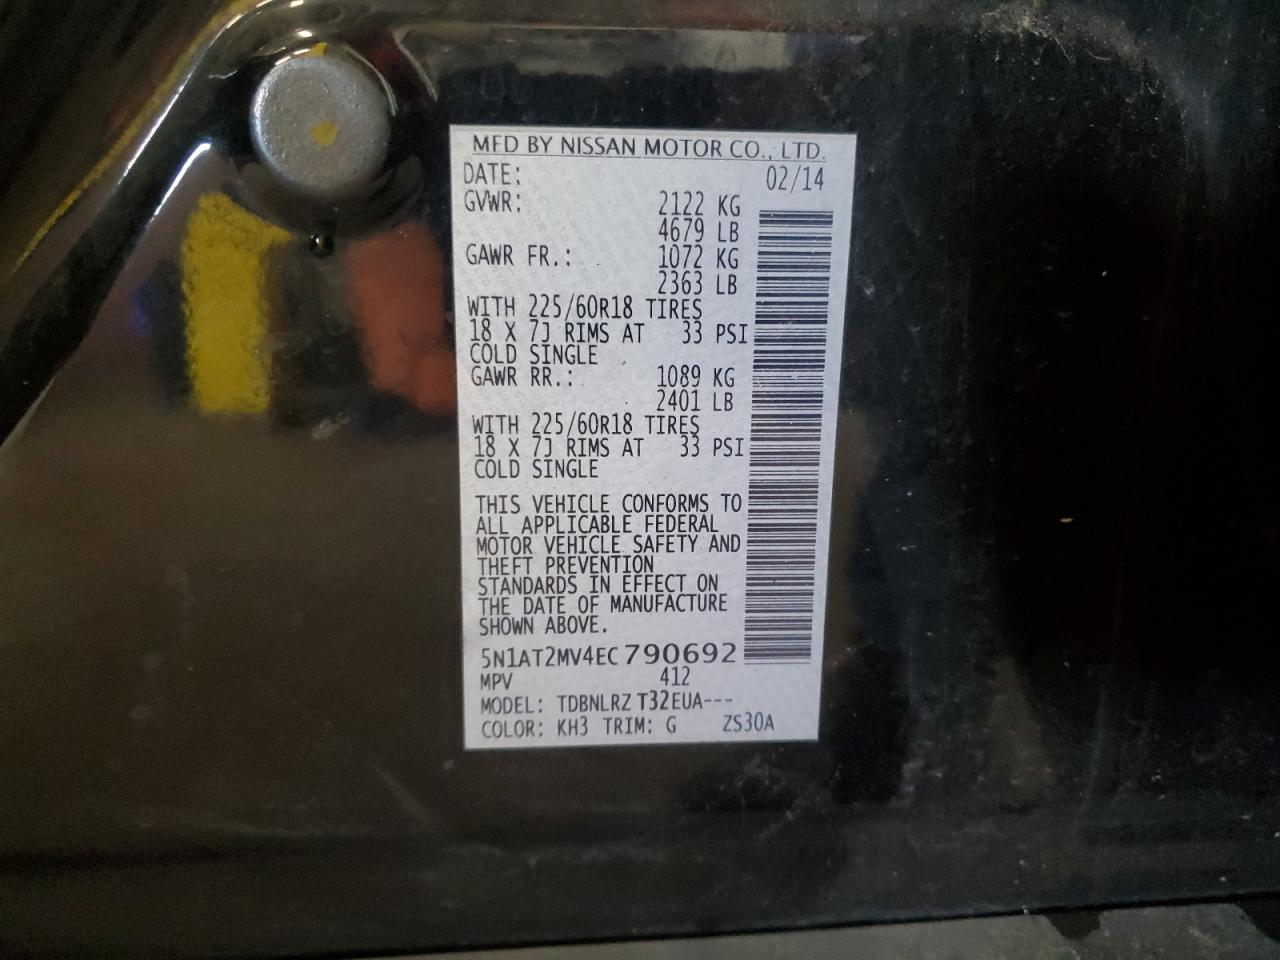 MFD BY NISSAN MOTOR CO., LTD.
DATE: 02/14
GVWR: 2122 KG
4679 LB
GAWR FR.: 1072 KG
2363 LB
WITH 225/60R18 TIRES
18 X 7J RIMS AT 33 PSI
COLD SINGLE
GAWR RR.: 1089 KG
2401 LB
WITH 225/60R18 TIRES
18 X 7J RIMS AT 33 PSI
COLD SINGLE
THIS VEHICLE CONFORMS TO
ALL APPLICABLE FEDERAL
MOTOR VEHICLE SAFETY AND
THEFT PREVENTION
STANDARDS IN EFFECT ON
THE DATE OF MANUFACTURE
SHOWN ABOVE.
5N1AT2MV4EC790692
MPV 412
MODEL: TDBNLRZ T32EUA---
COLOR: KH3 TRIM: G ZS30A